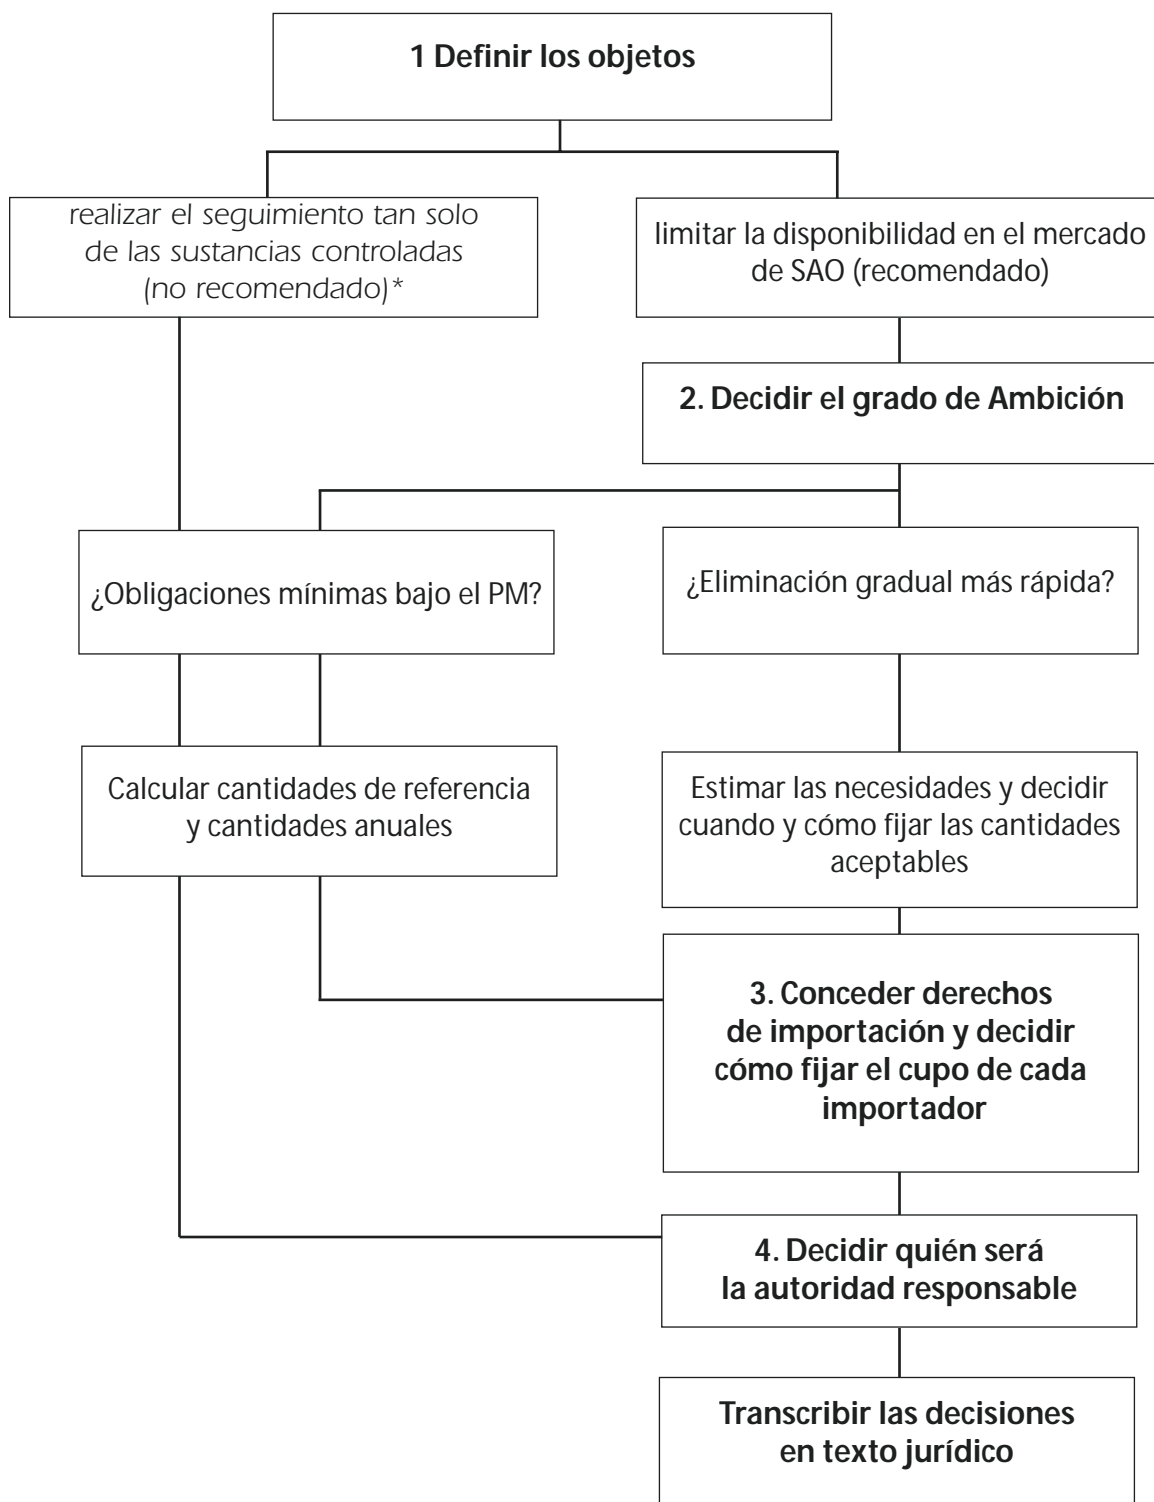 1 Definir los objetos
realizar el seguimiento tan solo
de las sustancias controladas
(no recomendado)*
limitar la disponibilidad en el mercado
de SAO (recomendado)
2. Decidir el grado de Ambición
¿Obligaciones mínimas bajo el PM?
¿Eliminación gradual más rápida?
Calcular cantidades de referencia
y cantidades anuales
Estimar las necesidades y decidir
cuando y cómo fijar las cantidades
aceptables
3. Conceder derechos
de importación y decidir
cómo fijar el cupo de cada
importador
4. Decidir quién será
la autoridad responsable
Transcribir las decisiones
en texto jurídico